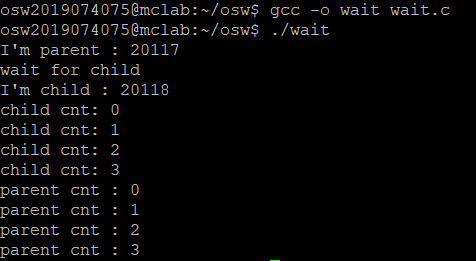 osw2019074075@mclab:~/osw$ gcc -o wait wait.c
osw2019074075@mclab:~/osw$ ./wait
I'm parent : 20117
wait for child
I'm child : 20118
child cnt: 0
child cnt: 1
child cnt: 2
child cnt: 3
parent cnt : 0
parent cnt : 1
parent cnt : 2
parent cnt : 3